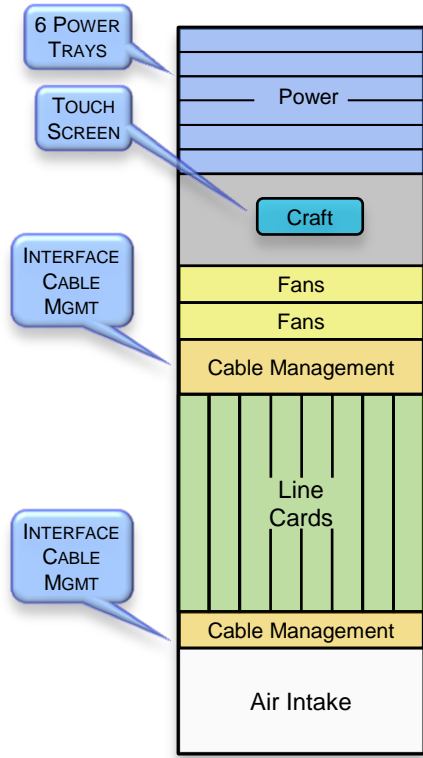 6 POWER
TRAYS
Power
TOUCH
SCREEN
Craft
INTERFACE
CABLE
MGMT
Fans
Fans
Cable Management
Line
Cards
INTERFACE
CABLE
MGMT
Cable Management
Air Intake